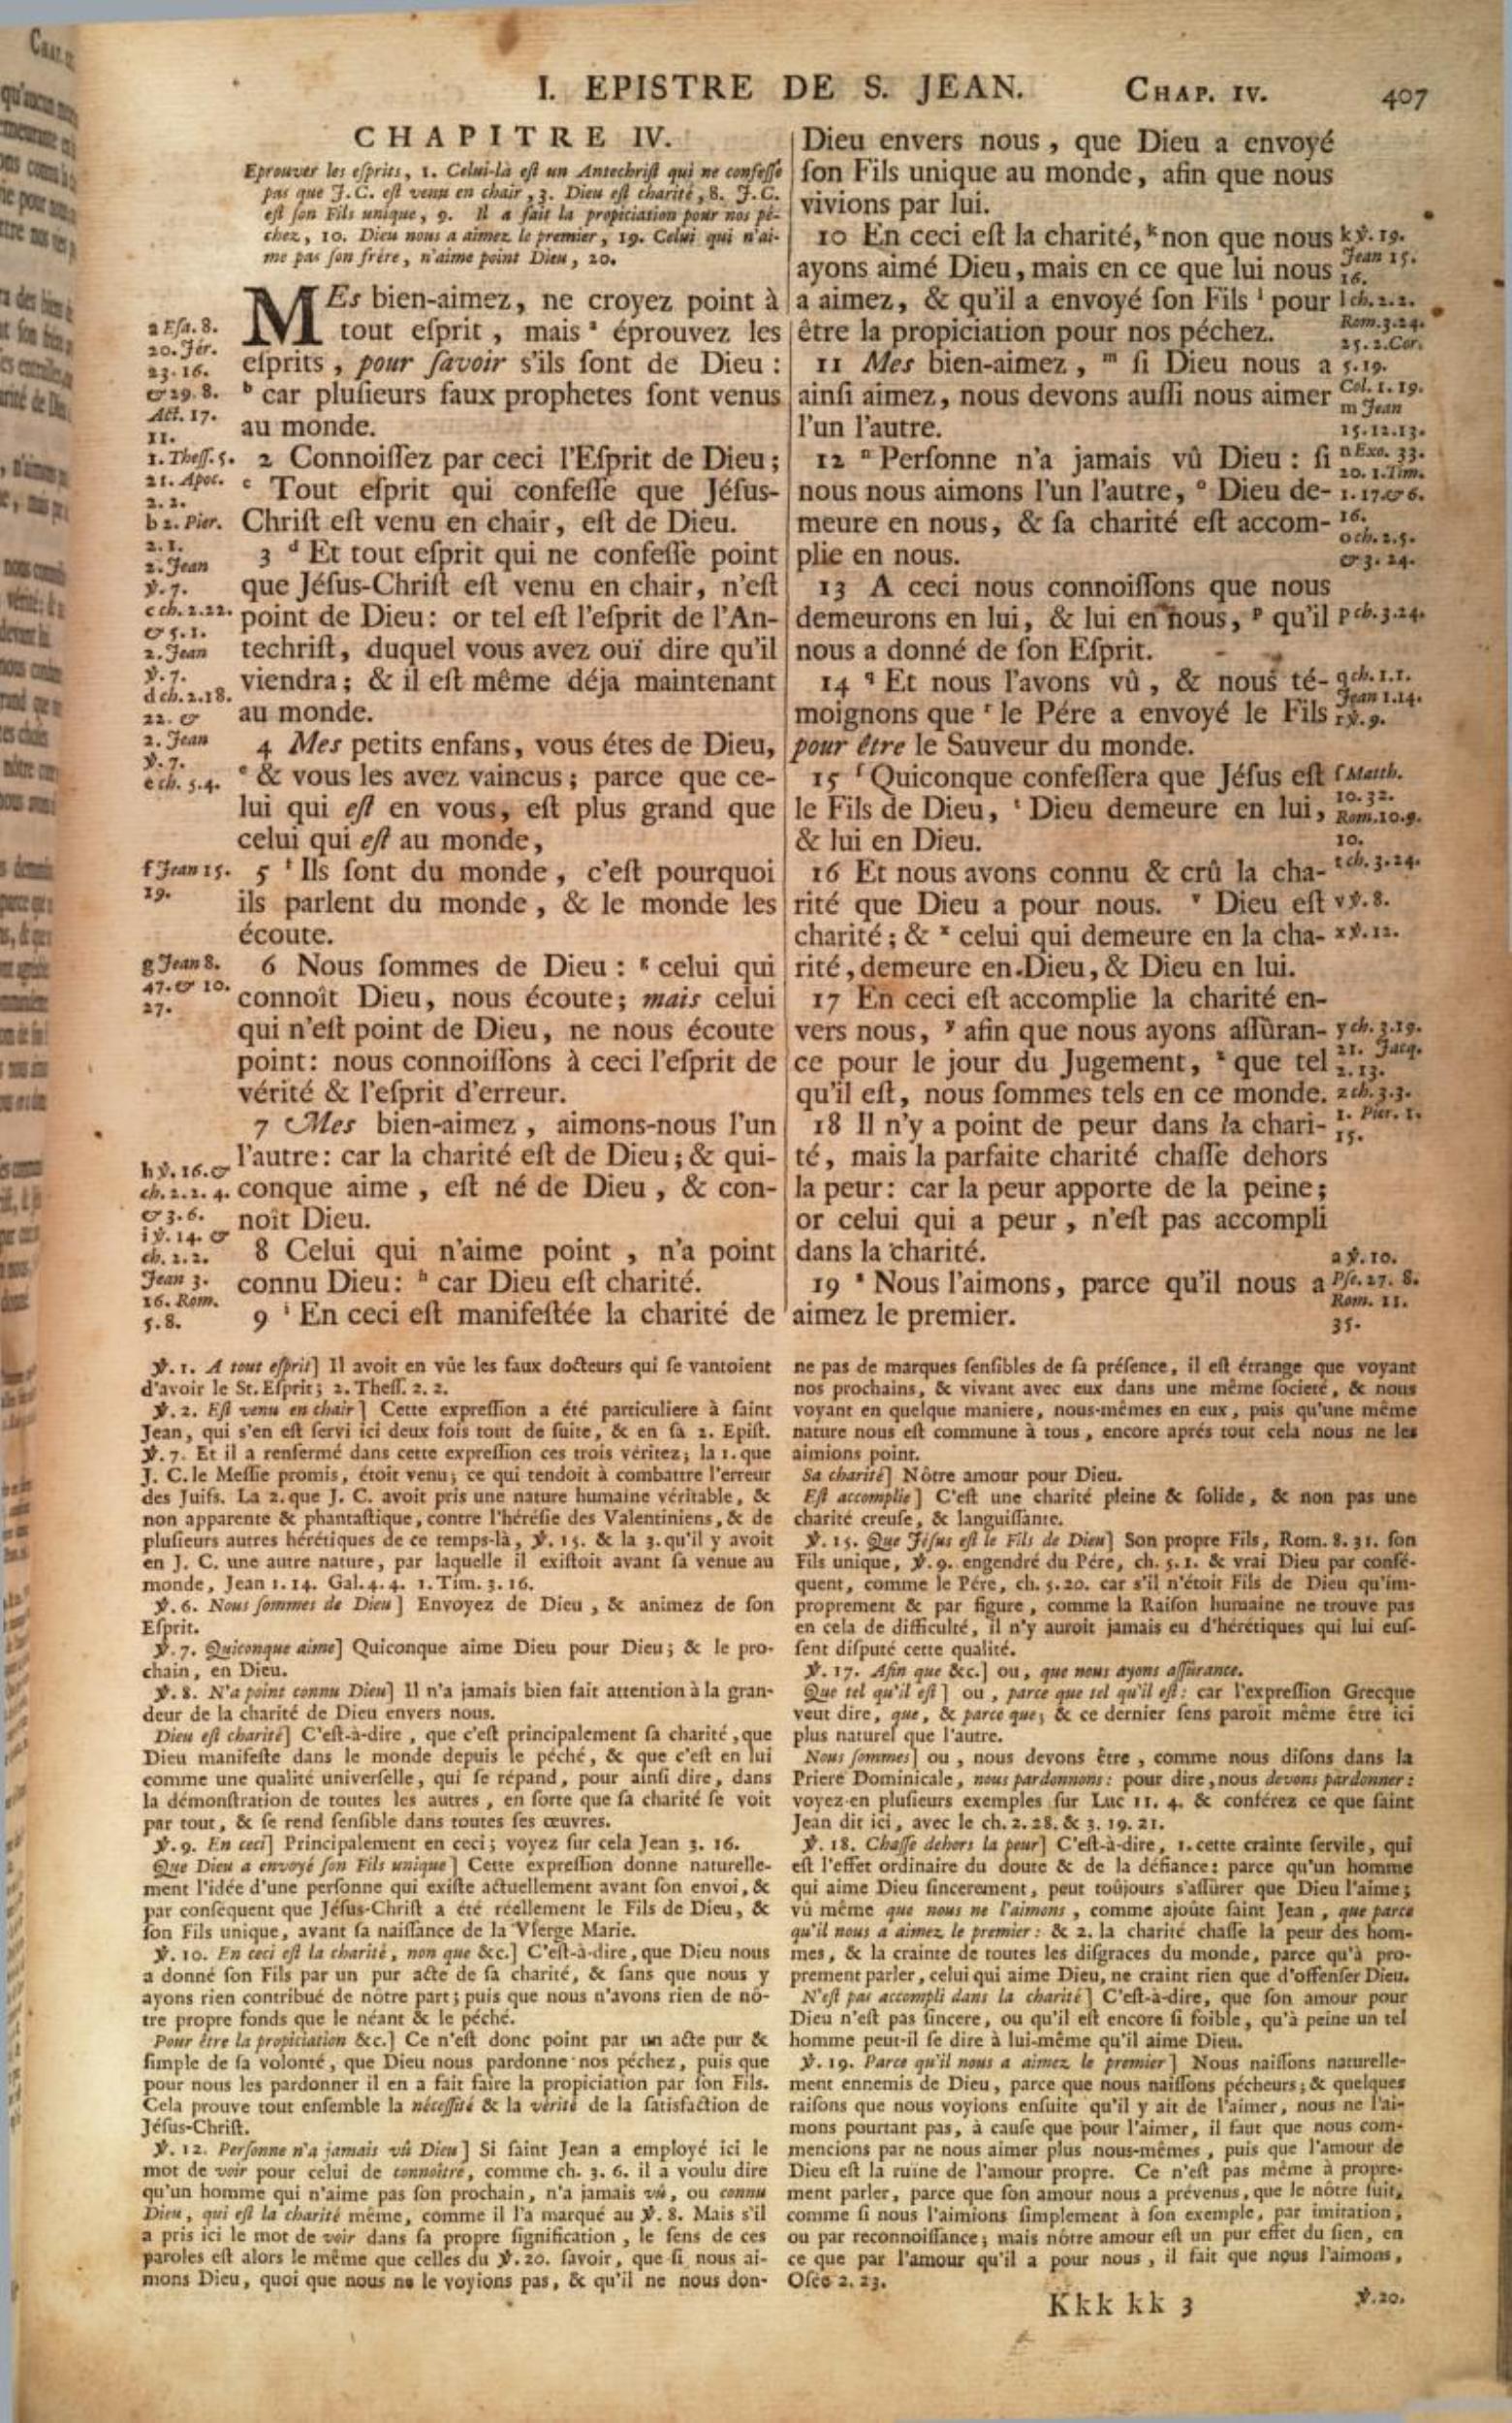 I. EPISTRE DE S. JEAN. CHAP. IV. 407
CHAPITRE IV.
Eprouver les eſprits, 1. Celui-là eſt un Antechriſt qui ne confeſſe
pas que J.C. eſt venu en chair, 3. Dieu eſt charité, 8. J.C.
eſt ſon Fils unique, 9. Il a fait la propiciation pour nos pé-
chez, 10. Dieu nous a aimez le premier, 19. Celui qui n'ai-
me pas ſon frère, n'aime point Dieu, 20.
MEs bien-aimez, ne croyez point à
tout eſprit, mais ᵃ éprouvez les
eſprits, pour ſavoir s'ils ſont de Dieu :
ᵇ car pluſieurs faux prophetes ſont venus
au monde.
2 Connoiſſez par ceci l'Eſprit de Dieu;
ᶜ Tout eſprit qui confeſſe que Jéſus-
Chriſt eſt venu en chair, eſt de Dieu.
3 ᵈ Et tout eſprit qui ne confeſſe point
que Jéſus-Chriſt eſt venu en chair, n'eſt
point de Dieu: or tel eſt l'eſprit de l'An-
techriſt, duquel vous avez ouï dire qu'il
viendra; & il eſt même déja maintenant
au monde.
4 Mes petits enfans, vous étes de Dieu,
ᵉ & vous les avez vaincus; parce que ce-
lui qui eſt en vous, eſt plus grand que
celui qui eſt au monde,
5 ᶠ Ils ſont du monde, c'eſt pourquoi
ils parlent du monde, & le monde les
écoute.
6 Nous ſommes de Dieu : ᵍ celui qui
connoît Dieu, nous écoute; mais celui
qui n'eſt point de Dieu, ne nous écoute
point: nous connoiſſons à ceci l'eſprit de
vérité & l'eſprit d'erreur.
7 Mes bien-aimez, aimons-nous l'un
l'autre: car la charité eſt de Dieu; & qui-
conque aime, eſt né de Dieu, & con-
noît Dieu.
8 Celui qui n'aime point, n'a point
connu Dieu: ʰ car Dieu eſt charité.
9 ⁱ En ceci eſt manifeſtée la charité de
a Eſa. 8.
20. Jér.
23. 16.
& 29. 8.
Act. 17.
11.
1. Theſſ. 5.
21. Apoc.
2. 2.
b 2. Pier.
2. 1.
2. Jean
℣. 7.
c ch. 2. 22.
& 5. 1.
2. Jean
℣. 7.
d ch. 2. 18.
22. &
2. Jean
℣. 7.
e ch. 5. 4.
f Jean 15.
19.
g Jean 8.
47. & 10.
27.
h ℣. 16. &
ch. 2. 2. 4.
& 3. 6.
i ℣. 14. &
ch. 2. 2.
Jean 3.
16. Rom.
5. 8.
Dieu envers nous, que Dieu a envoyé
ſon Fils unique au monde, afin que nous
vivions par lui.
10 En ceci eſt la charité, ᵏ non que nous
ayons aimé Dieu, mais en ce que lui nous
a aimez, & qu'il a envoyé ſon Fils ˡ pour
être la propiciation pour nos péchez.
11 Mes bien-aimez, ᵐ ſi Dieu nous a
ainſi aimez, nous devons auſſi nous aimer
l'un l'autre.
12 ⁿ Perſonne n'a jamais vû Dieu : ſi
nous nous aimons l'un l'autre, ᵒ Dieu de-
meure en nous, & ſa charité eſt accom-
plie en nous.
13 A ceci nous connoiſſons que nous
demeurons en lui, & lui en nous, ᵖ qu'il
nous a donné de ſon Eſprit.
14 q Et nous l'avons vû, & nous té-
moignons que ʳ le Pére a envoyé le Fils
pour être le Sauveur du monde.
15 ſ Quiconque confeſſera que Jéſus eſt
le Fils de Dieu, ᵗ Dieu demeure en lui,
& lui en Dieu.
16 Et nous avons connu & crû la cha-
rité que Dieu a pour nous. ᵛ Dieu eſt
charité; & ˣ celui qui demeure en la cha-
rité, demeure en Dieu, & Dieu en lui.
17 En ceci eſt accomplie la charité en-
vers nous, ʸ afin que nous ayons aſſûran-
ce pour le jour du Jugement, ᶻ que tel
qu'il eſt, nous ſommes tels en ce monde.
18 Il n'y a point de peur dans la chari-
té, mais la parfaite charité chaſſe dehors
la peur: car la peur apporte de la peine;
or celui qui a peur, n'eſt pas accompli
dans la charité.
19 ᵃ Nous l'aimons, parce qu'il nous a
aimez le premier.
k ℣. 19.
Jean 15.
16.
l ch. 2. 2.
Rom. 3. 24.
25. 2. Cor.
5. 19.
Col. 1. 19.
m Jean
15. 12. 13.
n Exo. 33.
20. 1. Tim.
1. 17. & 6.
16.
o ch. 2. 5.
& 3. 24.
p ch. 3. 24.
q ch. 1. 1.
Jean 1. 14.
r ℣. 9.
ſ Matth.
10. 32.
Rom. 10. 9.
10.
t ch. 3. 24.
v ℣. 8.
x ℣. 12.
y ch. 3. 19.
21. Jacq.
2. 13.
z ch. 3. 3.
1. Pier. 1.
15.
a ℣. 10.
Pſe. 27. 8.
Rom. 11.
35.
℣. 1. A tout eſprit] Il avoit en vûe les faux docteurs qui ſe vantoient
d'avoir le St. Eſprit; 2. Theſſ. 2. 2.
℣. 2. Eſt venu en chair] Cette expreſſion a été particuliere à ſaint
Jean, qui s'en eſt ſervi ici deux fois tout de ſuite, & en ſa 2. Epiſt.
℣. 7. Et il a renfermé dans cette expreſſion ces trois véritez; la 1. que
J. C. le Meſſie promis, étoit venu; ce qui tendoit à combattre l'erreur
des Juifs. La 2. que J. C. avoit pris une nature humaine véritable, &
non apparente & phantaſtique, contre l'héréſie des Valentiniens, & de
pluſieurs autres hérétiques de ce temps-là, ℣. 15. & la 3. qu'il y avoit
en J. C. une autre nature, par laquelle il exiſtoit avant ſa venue au
monde, Jean 1. 14. Gal. 4. 4. 1. Tim. 3. 16.
℣. 6. Nous ſommes de Dieu] Envoyez de Dieu, & animez de ſon
Eſprit.
℣. 7. Quiconque aime] Quiconque aime Dieu pour Dieu; & le pro-
chain, en Dieu.
℣. 8. N'a point connu Dieu] Il n'a jamais bien fait attention à la gran-
deur de la charité de Dieu envers nous.
Dieu eſt charité] C'eſt-à-dire, que c'eſt principalement ſa charité, que
Dieu manifeſte dans le monde depuis le péché, & que c'eſt en lui
comme une qualité univerſelle, qui ſe répand, pour ainſi dire, dans
la démonſtration de toutes les autres, en ſorte que ſa charité ſe voit
par tout, & ſe rend ſenſible dans toutes ſes œuvres.
℣. 9. En ceci] Principalement en ceci; voyez ſur cela Jean 3. 16.
Que Dieu a envoyé ſon Fils unique] Cette expreſſion donne naturelle-
ment l'idée d'une perſonne qui exiſte actuellement avant ſon envoi, &
par conſéquent que Jéſus-Chriſt a été réellement le Fils de Dieu, &
ſon Fils unique, avant ſa naiſſance de la Vierge Marie.
℣. 10. En ceci eſt la charité, non que &c.] C'eſt-à-dire, que Dieu nous
a donné ſon Fils par un pur acte de ſa charité, & ſans que nous y
ayons rien contribué de nôtre part; puis que nous n'avons rien de nô-
tre propre fonds que le néant & le péché.
Pour être la propiciation &c.] Ce n'eſt donc point par un acte pur &
ſimple de ſa volonté, que Dieu nous pardonne nos péchez, puis que
pour nous les pardonner il en a fait faire la propiciation par ſon Fils.
Cela prouve tout enſemble la néceſſité & la vérité de la ſatisfaction de
Jéſus-Chriſt.
℣. 12. Perſonne n'a jamais vû Dieu] Si ſaint Jean a employé ici le
mot de voir pour celui de connoître, comme ch. 3. 6. il a voulu dire
qu'un homme qui n'aime pas ſon prochain, n'a jamais vû, ou connu
Dieu, qui eſt la charité même, comme il l'a marqué au ℣. 8. Mais s'il
a pris ici le mot de voir dans ſa propre ſignification, le ſens de ces
paroles eſt alors le même que celles du ℣. 20. ſavoir, que ſi nous ai-
mons Dieu, quoi que nous ne le voyions pas, & qu'il ne nous don-
ne pas de marques ſenſibles de ſa préſence, il eſt étrange que voyant
nos prochains, & vivant avec eux dans une même ſocieté, & nous
voyant en quelque maniere, nous-mêmes en eux, puis qu'une même
nature nous eſt commune à tous, encore aprés tout cela nous ne les
aimions point.
Sa charité] Nôtre amour pour Dieu.
Eſt accomplie] C'eſt une charité pleine & ſolide, & non pas une
charité creuſe, & languiſſante.
℣. 15. Que Jéſus eſt le Fils de Dieu] Son propre Fils, Rom. 8. 31. ſon
Fils unique, ℣. 9. engendré du Pére, ch. 5. 1. & vrai Dieu par conſé-
quent, comme le Pére, ch. 5. 20. car s'il n'étoit Fils de Dieu qu'im-
proprement & par figure, comme la Raiſon humaine ne trouve pas
en cela de difficulté, il n'y auroit jamais eu d'hérétiques qui lui euſ-
ſent diſputé cette qualité.
℣. 17. Afin que &c.] ou, que nous ayons aſſûrance.
Que tel qu'il eſt] ou, parce que tel qu'il eſt: car l'expreſſion Grecque
veut dire, que, & parce que; & ce dernier ſens paroit même être ici
plus naturel que l'autre.
Nous ſommes] ou, nous devons être, comme nous diſons dans la
Priere Dominicale, nous pardonnons: pour dire, nous devons pardonner:
voyez-en pluſieurs exemples ſur Luc 11. 4. & conférez ce que ſaint
Jean dit ici, avec le ch. 2. 28. & 3. 19. 21.
℣. 18. Chaſſe dehors la peur] C'eſt-à-dire, 1. cette crainte ſervile, qui
eſt l'effet ordinaire du doute & de la défiance: parce qu'un homme
qui aime Dieu ſincerement, peut toûjours s'aſſûrer que Dieu l'aime;
vû même que nous ne l'aimons, comme ajoûte ſaint Jean, que parce
qu'il nous a aimez le premier: & 2. la charité chaſſe la peur des hom-
mes, & la crainte de toutes les diſgraces du monde, parce qu'à pro-
prement parler, celui qui aime Dieu, ne craint rien que d'offenſer Dieu.
N'eſt pas accompli dans la charité] C'eſt-à-dire, que ſon amour pour
Dieu n'eſt pas ſincere, ou qu'il eſt encore ſi foible, qu'à peine un tel
homme peut-il ſe dire à lui-même qu'il aime Dieu.
℣. 19. Parce qu'il nous a aimez le premier] Nous naiſſons naturelle-
ment ennemis de Dieu, parce que nous naiſſons pécheurs; & quelques
raiſons que nous voyions enſuite qu'il y ait de l'aimer, nous ne l'ai-
mons pourtant pas, à cauſe que pour l'aimer, il faut que nous com-
mencions par ne nous aimer plus nous-mêmes, puis que l'amour de
Dieu eſt la ruïne de l'amour propre. Ce n'eſt pas même à propre-
ment parler, parce que ſon amour nous a prévenus, que le nôtre ſuit,
comme ſi nous l'aimions ſimplement à ſon exemple, par imitation,
ou par reconnoiſſance; mais nôtre amour eſt un pur effet du ſien, en
ce que par l'amour qu'il a pour nous, il fait que nous l'aimons,
Oſée 2. 23.
Kkk kk 3
℣. 20.